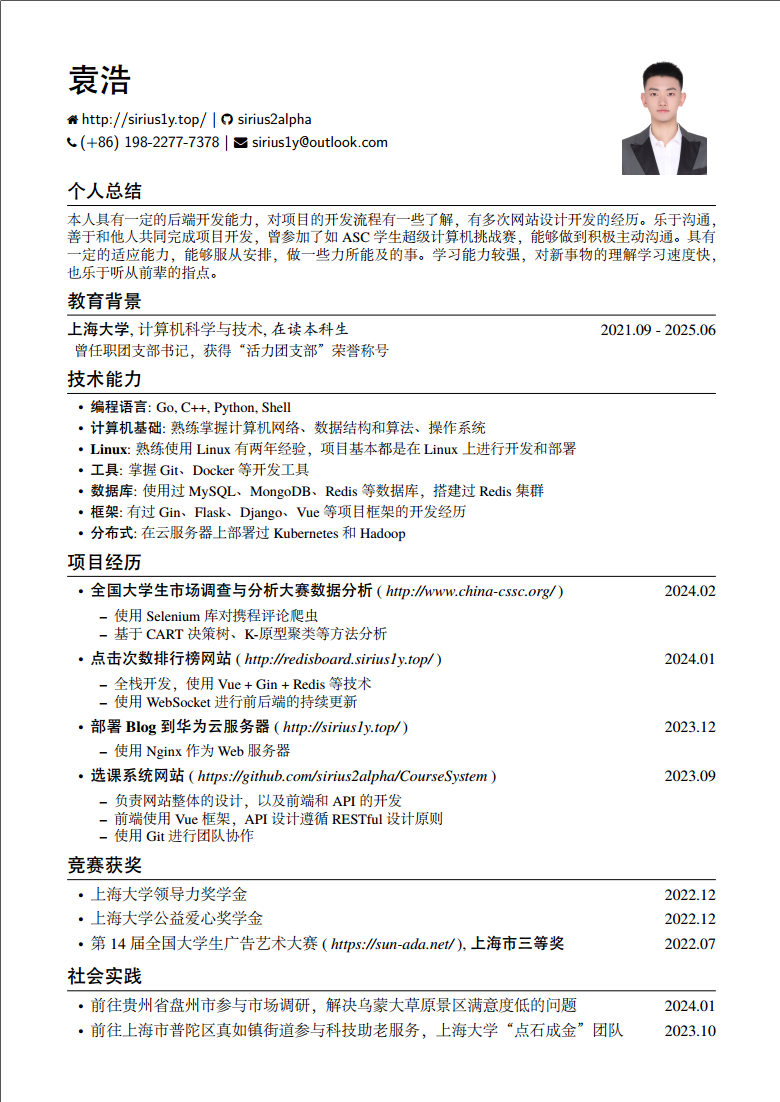 袁浩
http://sirius1y.top/ | sirius2alpha
(+86) 198-2277-7378 | sirius1y@outlook.com
个人总结
本人具有一定的后端开发能力，对项目的开发流程有一些了解，有多次网站设计开发的经历。乐于沟通，
善于和他人共同完成项目开发，曾参加了如 ASC 学生超级计算机挑战赛，能够做到积极主动沟通。具有
一定的适应能力，能够服从安排，做一些力所能及的事。学习能力较强，对新事物的理解学习速度快，
也乐于听从前辈的指点。
教育背景
上海大学, 计算机科学与技术, 在读本科生 2021.09 - 2025.06
曾任职团支部书记，获得“活力团支部”荣誉称号
技术能力
• 编程语言: Go, C++, Python, Shell
• 计算机基础: 熟练掌握计算机网络、数据结构和算法、操作系统
• Linux: 熟练使用 Linux 有两年经验，项目基本都是在 Linux 上进行开发和部署
• 工具: 掌握 Git、Docker 等开发工具
• 数据库: 使用过 MySQL、MongoDB、Redis 等数据库，搭建过 Redis 集群
• 框架: 有过 Gin、Flask、Django、Vue 等项目框架的开发经历
• 分布式: 在云服务器上部署过 Kubernetes 和 Hadoop
项目经历
• 全国大学生市场调查与分析大赛数据分析 ( http://www.china-cssc.org/ ) 2024.02
– 使用 Selenium 库对携程评论爬虫
– 基于 CART 决策树、K-原型聚类等方法分析
• 点击次数排行榜网站 ( http://redisboard.sirius1y.top/ ) 2024.01
– 全栈开发，使用 Vue + Gin + Redis 等技术
– 使用 WebSocket 进行前后端的持续更新
• 部署 Blog 到华为云服务器 ( http://sirius1y.top/ ) 2023.12
– 使用 Nginx 作为 Web 服务器
• 选课系统网站 ( https://github.com/sirius2alpha/CourseSystem ) 2023.09
– 负责网站整体的设计，以及前端和 API 的开发
– 前端使用 Vue 框架，API 设计遵循 RESTful 设计原则
– 使用 Git 进行团队协作
竞赛获奖
• 上海大学领导力奖学金 2022.12
• 上海大学公益爱心奖学金 2022.12
• 第 14 届全国大学生广告艺术大赛 ( https://sun-ada.net/ ), 上海市三等奖 2022.07
社会实践
• 前往贵州省盘州市参与市场调研，解决乌蒙大草原景区满意度低的问题 2024.01
• 前往上海市普陀区真如镇街道参与科技助老服务，上海大学“点石成金”团队 2023.10